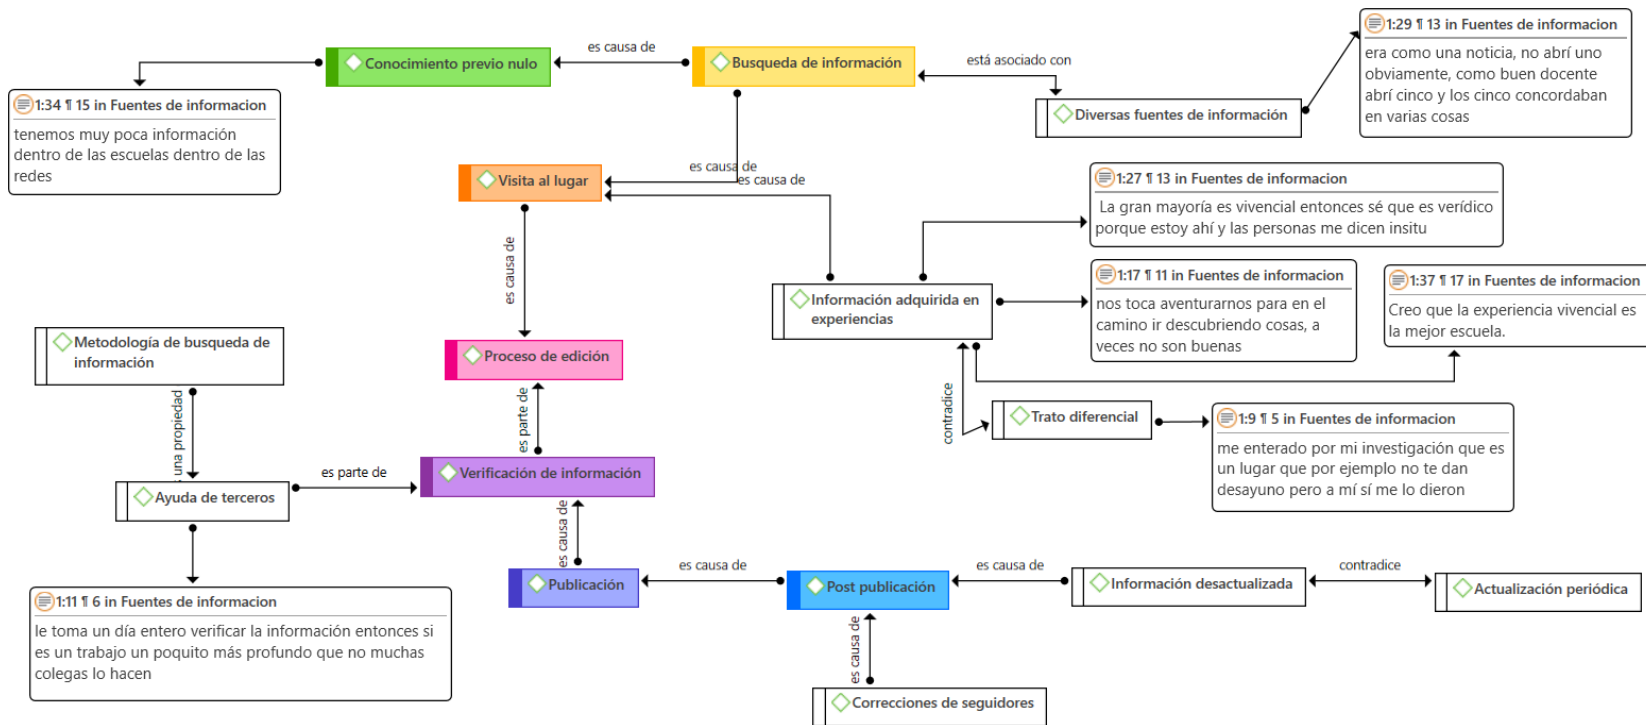 1:29 ¶ 13 in Fuentes de informacion
era como una noticia, no abrí uno
obviamente, como buen docente
abrí cinco y los cinco concordaban
en varias cosas
es causa de
Conocimiento previo nulo
Busqueda de información
está asociado con
Diversas fuentes de información
1:34 ¶ 15 in Fuentes de informacion
tenemos muy poca información
dentro de las escuelas dentro de las
redes
es causa de
es causa de
Visita al lugar
1:27 ¶ 13 in Fuentes de informacion
La gran mayoría es vivencial entonces sé que es verídico
porque estoy ahí y las personas me dicen insitu
es causa de
Información adquirida en
experiencias
1:17 ¶ 11 in Fuentes de informacion
nos toca aventurarnos para en el
camino ir descubriendo cosas, a
veces no son buenas
1:37 ¶ 17 in Fuentes de informacion
Creo que la experiencia vivencial es
la mejor escuela.
Metodología de busqueda de
información
Proceso de edición
una propiedad
es parte de
contradice
Trato diferencial
1:9 ¶ 5 in Fuentes de informacion
me enterado por mi investigación que es
un lugar que por ejemplo no te dan
desayuno pero a mí sí me lo dieron
es parte de
Verificación de información
Ayuda de terceros
es causa de
1:11 ¶ 6 in Fuentes de informacion
le toma un día entero verificar la información entonces si
es un trabajo un poquito más profundo que no muchas
colegas lo hacen
Publicación
es causa de
Post publicación
es causa de
Información desactualizada
contradice
Actualización periódica
es causa de
Correcciones de seguidores